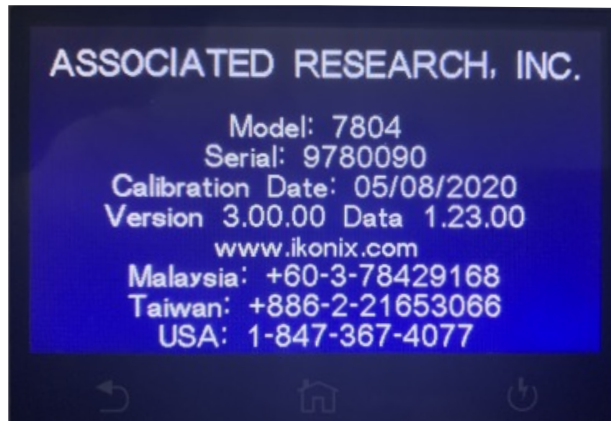 ASSOCIATED RESEARCH, INC.
Model: 7804
Serial: 9780090
Calibration Date: 05/08/2020
Version 3.00.00 Data 1.23.00
www.ikonix.com
Malaysia: +60-3-78429168
Taiwan: +886-2-21653066
USA: 1-847-367-4077